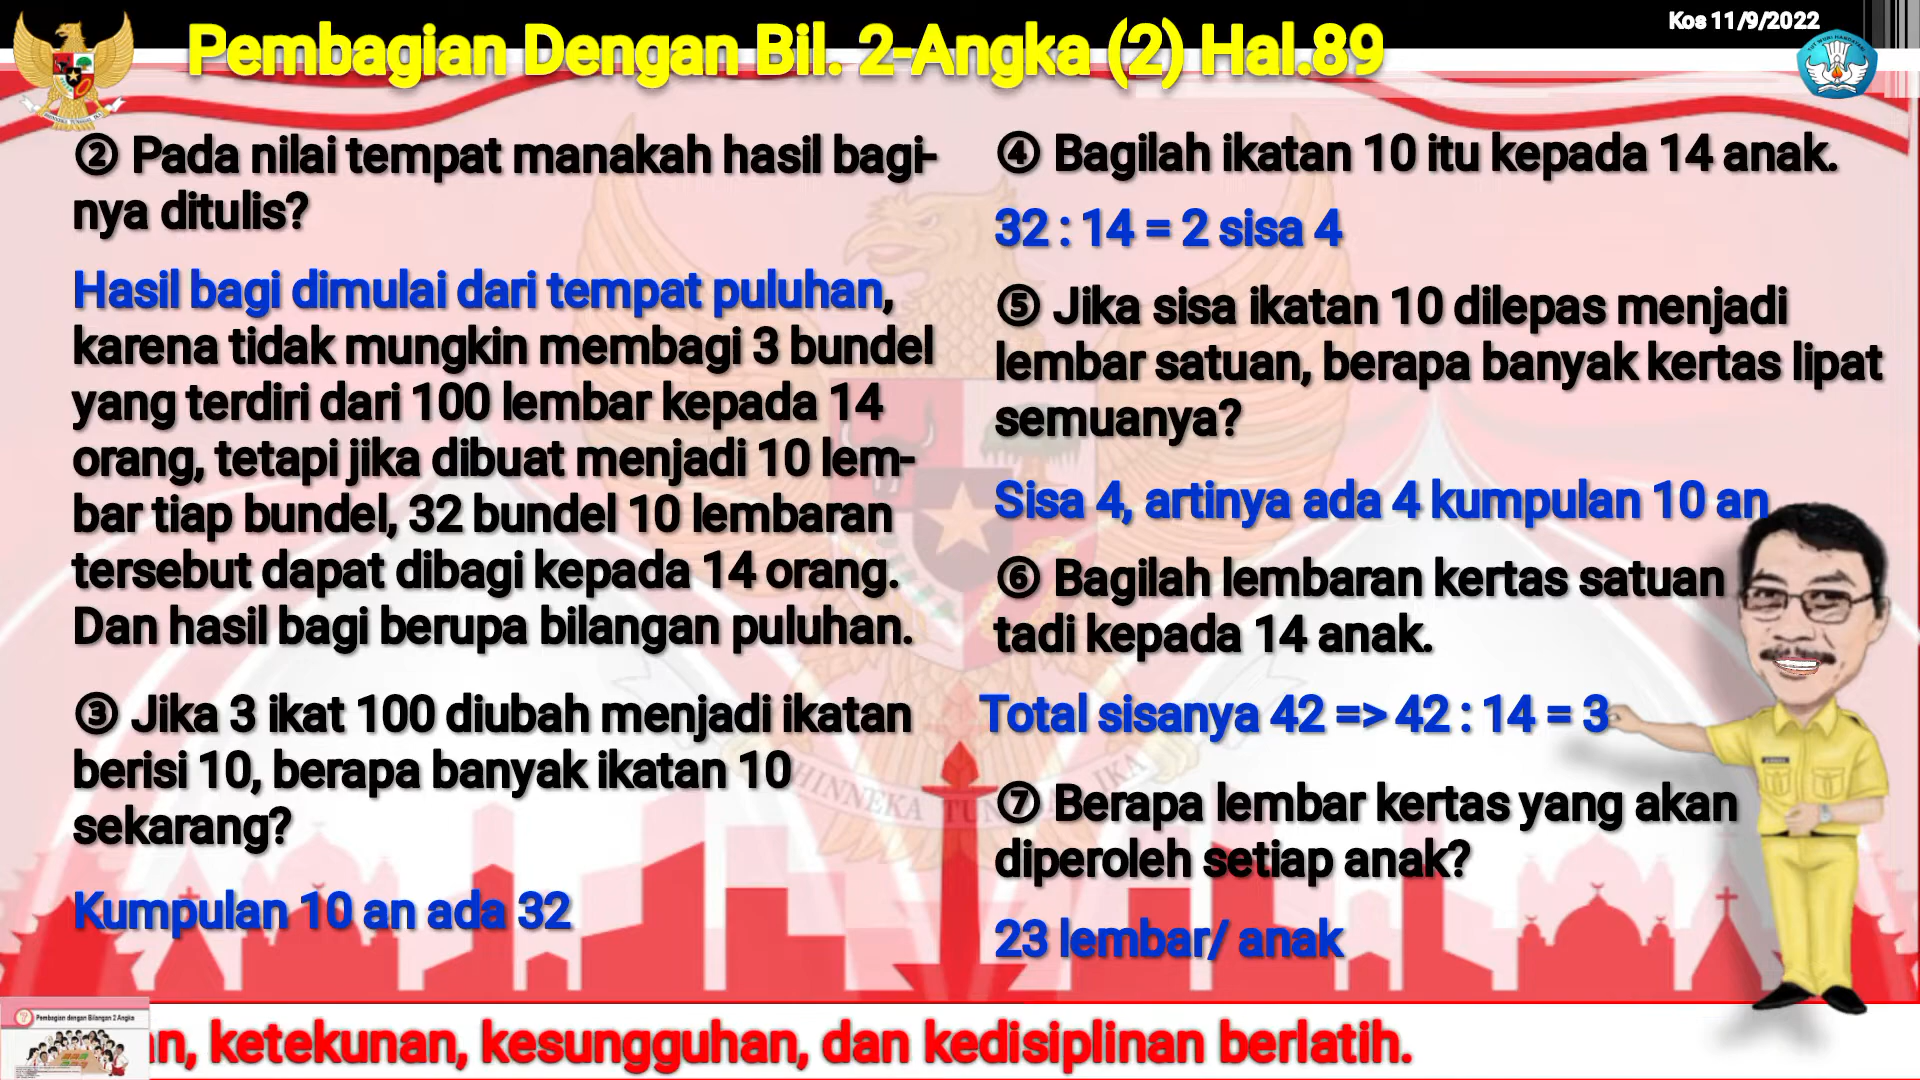 Kos 11/9/2022
Pembagian Dengan Bil. 2-Angka (2) Hal.89
② Pada nilai tempat manakah hasil bagi-
nya ditulis?
Hasil bagi dimulai dari tempat puluhan,
karena tidak mungkin membagi 3 bundel
yang terdiri dari 100 lembar kepada 14
orang, tetapi jika dibuat menjadi 10 lem-
bar tiap bundel, 32 bundel 10 lembaran
tersebut dapat dibagi kepada 14 orang.
Dan hasil bagi berupa bilangan puluhan.
③ Jika 3 ikat 100 diubah menjadi ikatan
berisi 10, berapa banyak ikatan 10
sekarang?
Kumpulan 10 an ada 32
④ Bagilah ikatan 10 itu kepada 14 anak.
32 : 14 = 2 sisa 4
⑤ Jika sisa ikatan 10 dilepas menjadi
lembar satuan, berapa banyak kertas lipat
semuanya?
Sisa 4, artinya ada 4 kumpulan 10 an
⑥ Bagilah lembaran kertas satuan
tadi kepada 14 anak.
Total sisanya 42 => 42 : 14 = 3
⑦ Berapa lembar kertas yang akan
diperoleh setiap anak?
23 lembar/ anak
Pembagian dengan Bilangan 2 Angka
an, ketekunan, kesungguhan, dan kedisiplinan berlatih.